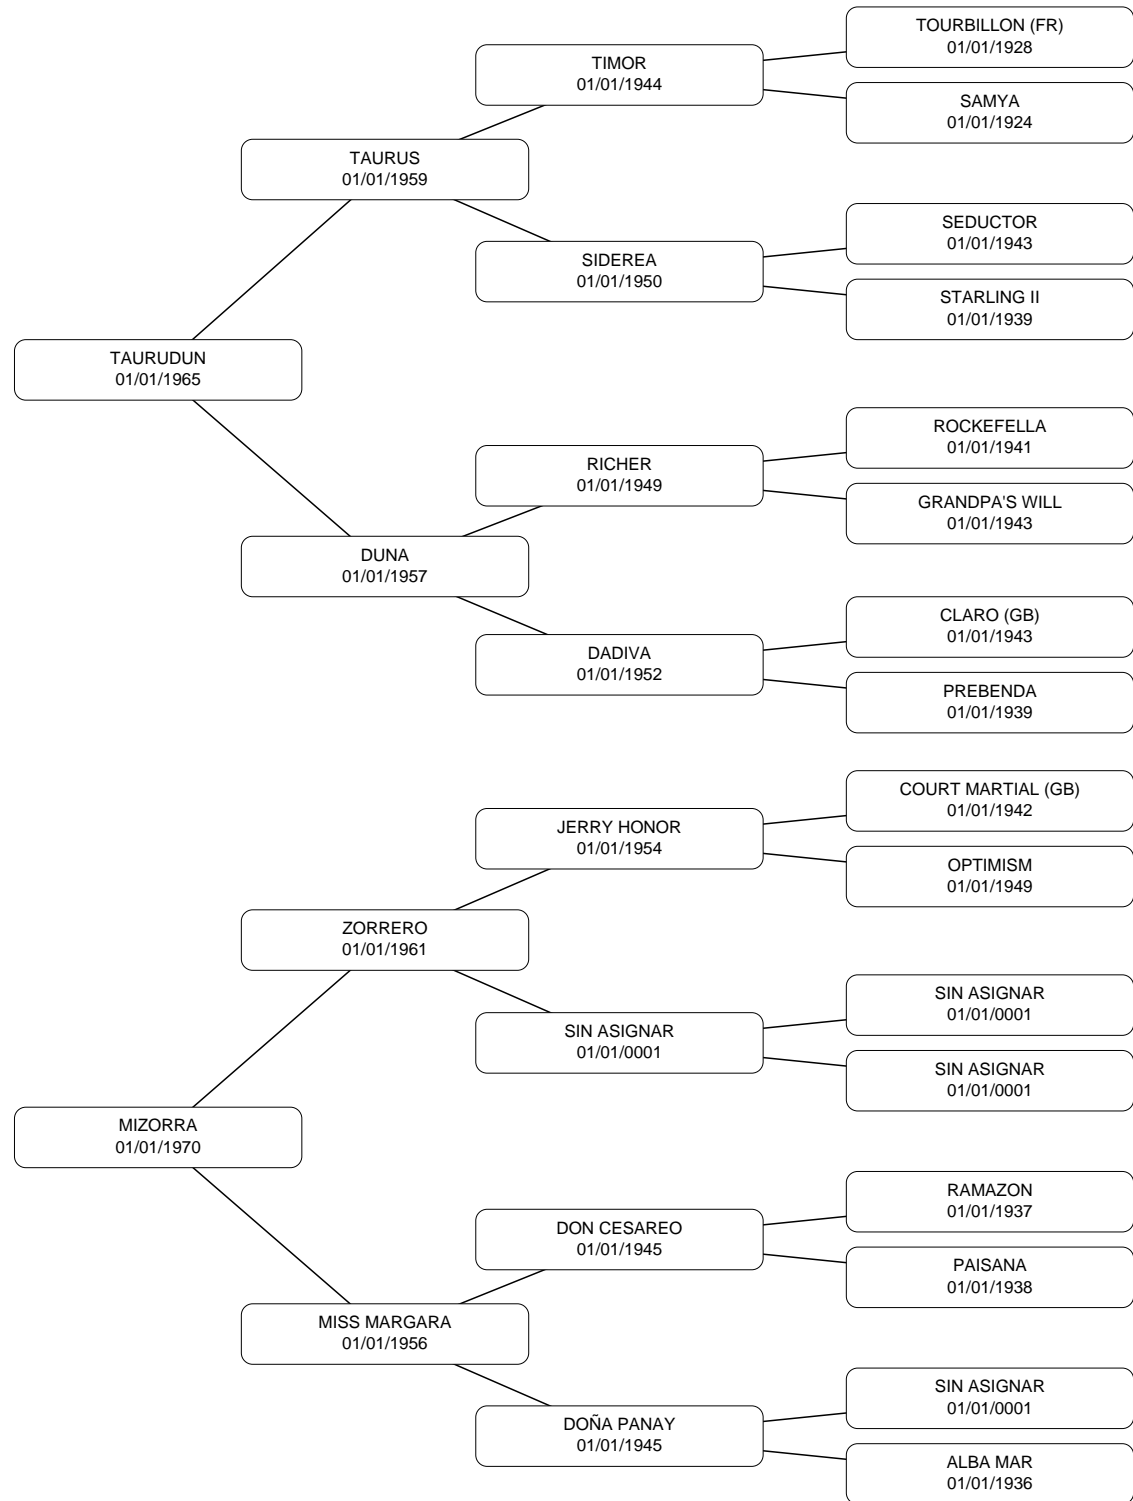 TOURBILLON (FR)
01/01/1928
TIMOR
01/01/1944
SAMYA
01/01/1924
TAURUS
01/01/1959
SEDUCTOR
01/01/1943
SIDEREA
01/01/1950
STARLING II
01/01/1939
TAURUDUN
01/01/1965
ROCKEFELLA
01/01/1941
RICHER
01/01/1949
GRANDPA'S WILL
01/01/1943
DUNA
01/01/1957
CLARO (GB)
01/01/1943
DADIVA
01/01/1952
PREBENDA
01/01/1939
COURT MARTIAL (GB)
01/01/1942
JERRY HONOR
01/01/1954
OPTIMISM
01/01/1949
ZORRERO
01/01/1961
SIN ASIGNAR
01/01/0001
SIN ASIGNAR
01/01/0001
SIN ASIGNAR
01/01/0001
MIZORRA
01/01/1970
RAMAZON
01/01/1937
DON CESAREO
01/01/1945
PAISANA
01/01/1938
MISS MARGARA
01/01/1956
SIN ASIGNAR
01/01/0001
DOÑA PANAY
01/01/1945
ALBA MAR
01/01/1936